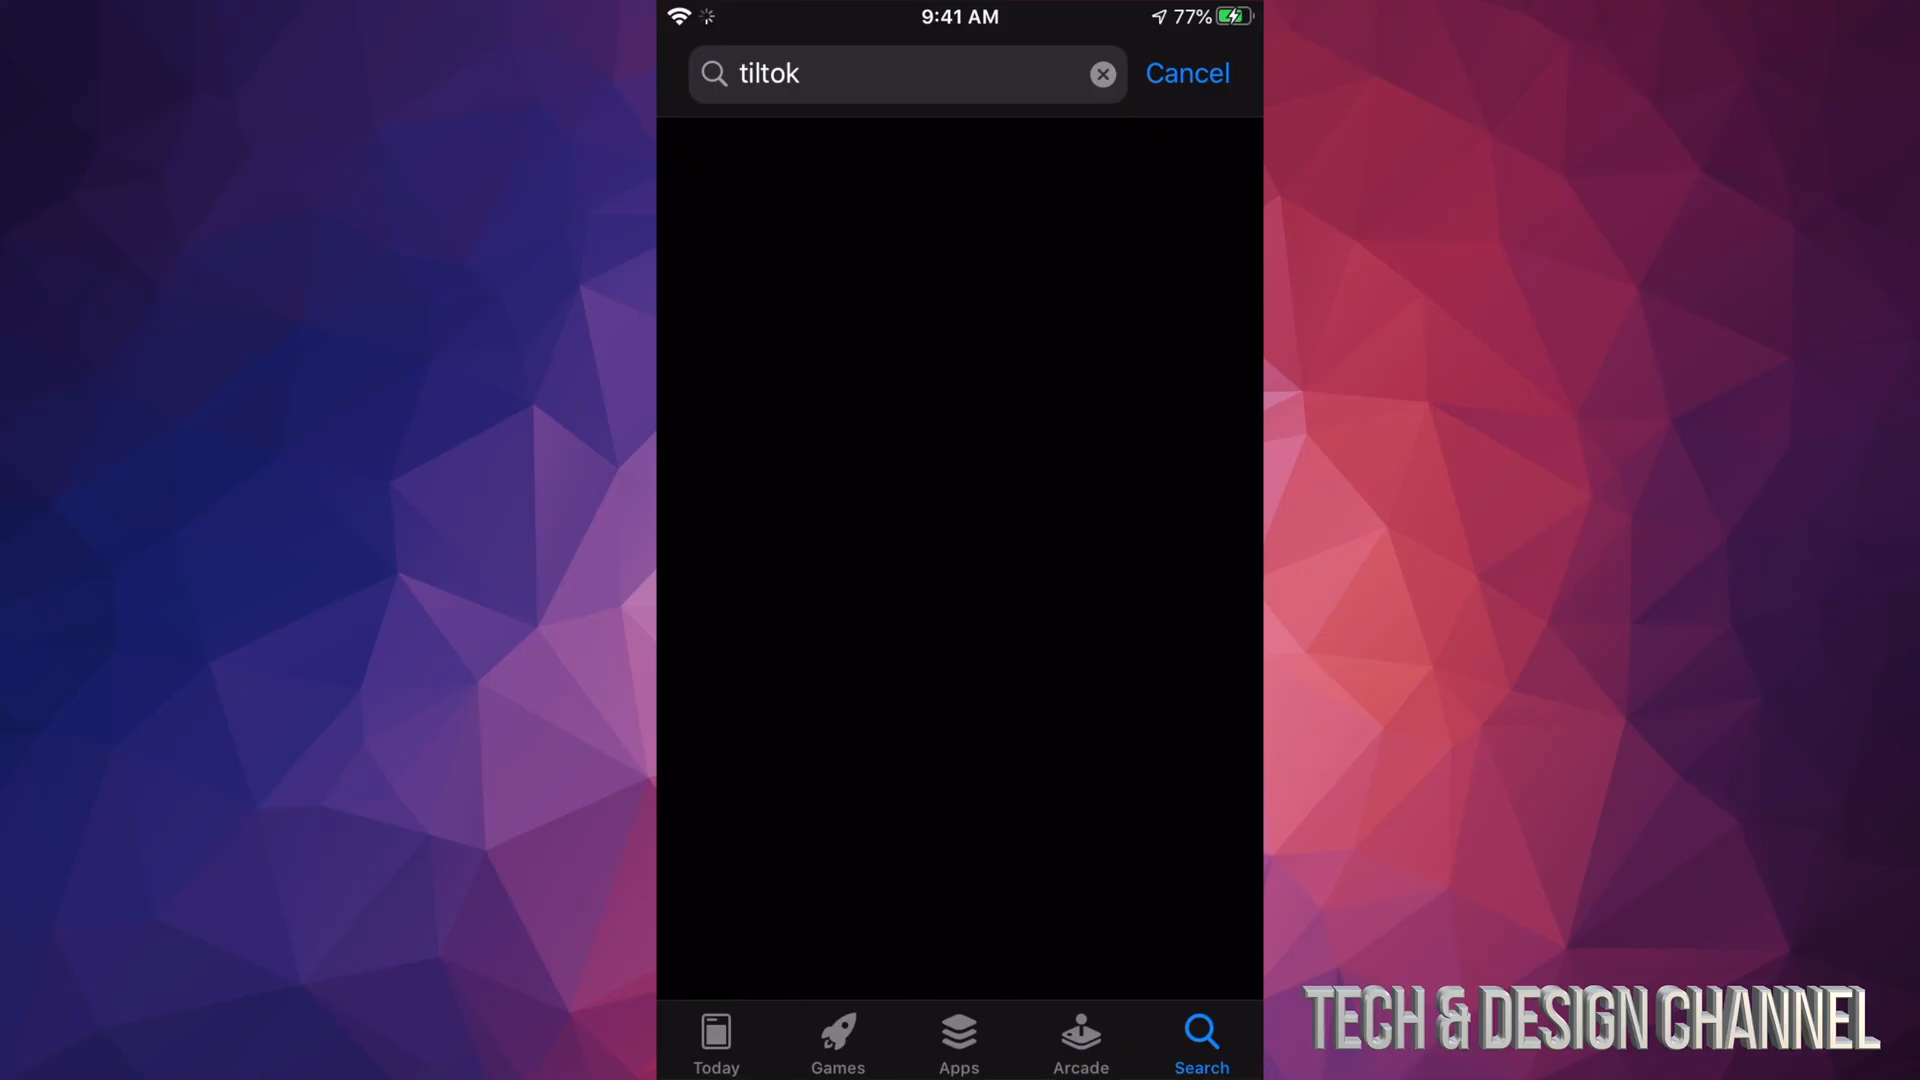 9:41 AM
77%
tiltok
Cancel
Today
Games
Apps
Arcade
Search
TECH & DESIGN CHANNEL